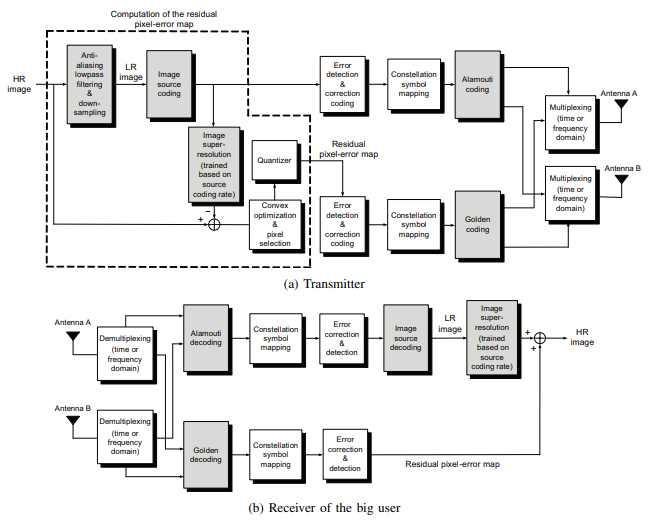 Computation of the residual
pixel-error map
HR
image
Anti-
aliasing
lowpass
filtering
&
down-
sampling
LR
image
Image
source
coding
Error
detection
&
correction
coding
Constellation
symbol
mapping
Alamouti
coding
Antenna A
Multiplexing
(time or
frequency
domain)
Image
super-
resolution
(trained
based on
source
coding rate)
Quantizer
Residual
pixel-error map
Antenna B
Multiplexing
(time or
frequency
domain)
−
+
Convex
optimization
&
pixel
selection
Error
detection
&
correction
coding
Constellation
symbol
mapping
Golden
coding
(a) Transmitter
Antenna A
Demultiplexing
(time or
frequency
domain)
Alamouti
decoding
Constellation
symbol
mapping
Error
correction
&
detection
Image
source
decoding
LR
image
Image
super-
resolution
(trained
based on
source
coding rate)
+
+
HR
image
Antenna B
Demultiplexing
(time or
frequency
domain)
Golden
decoding
Constellation
symbol
mapping
Error
correction
&
detection
Residual pixel-error map
(b) Receiver of the big user